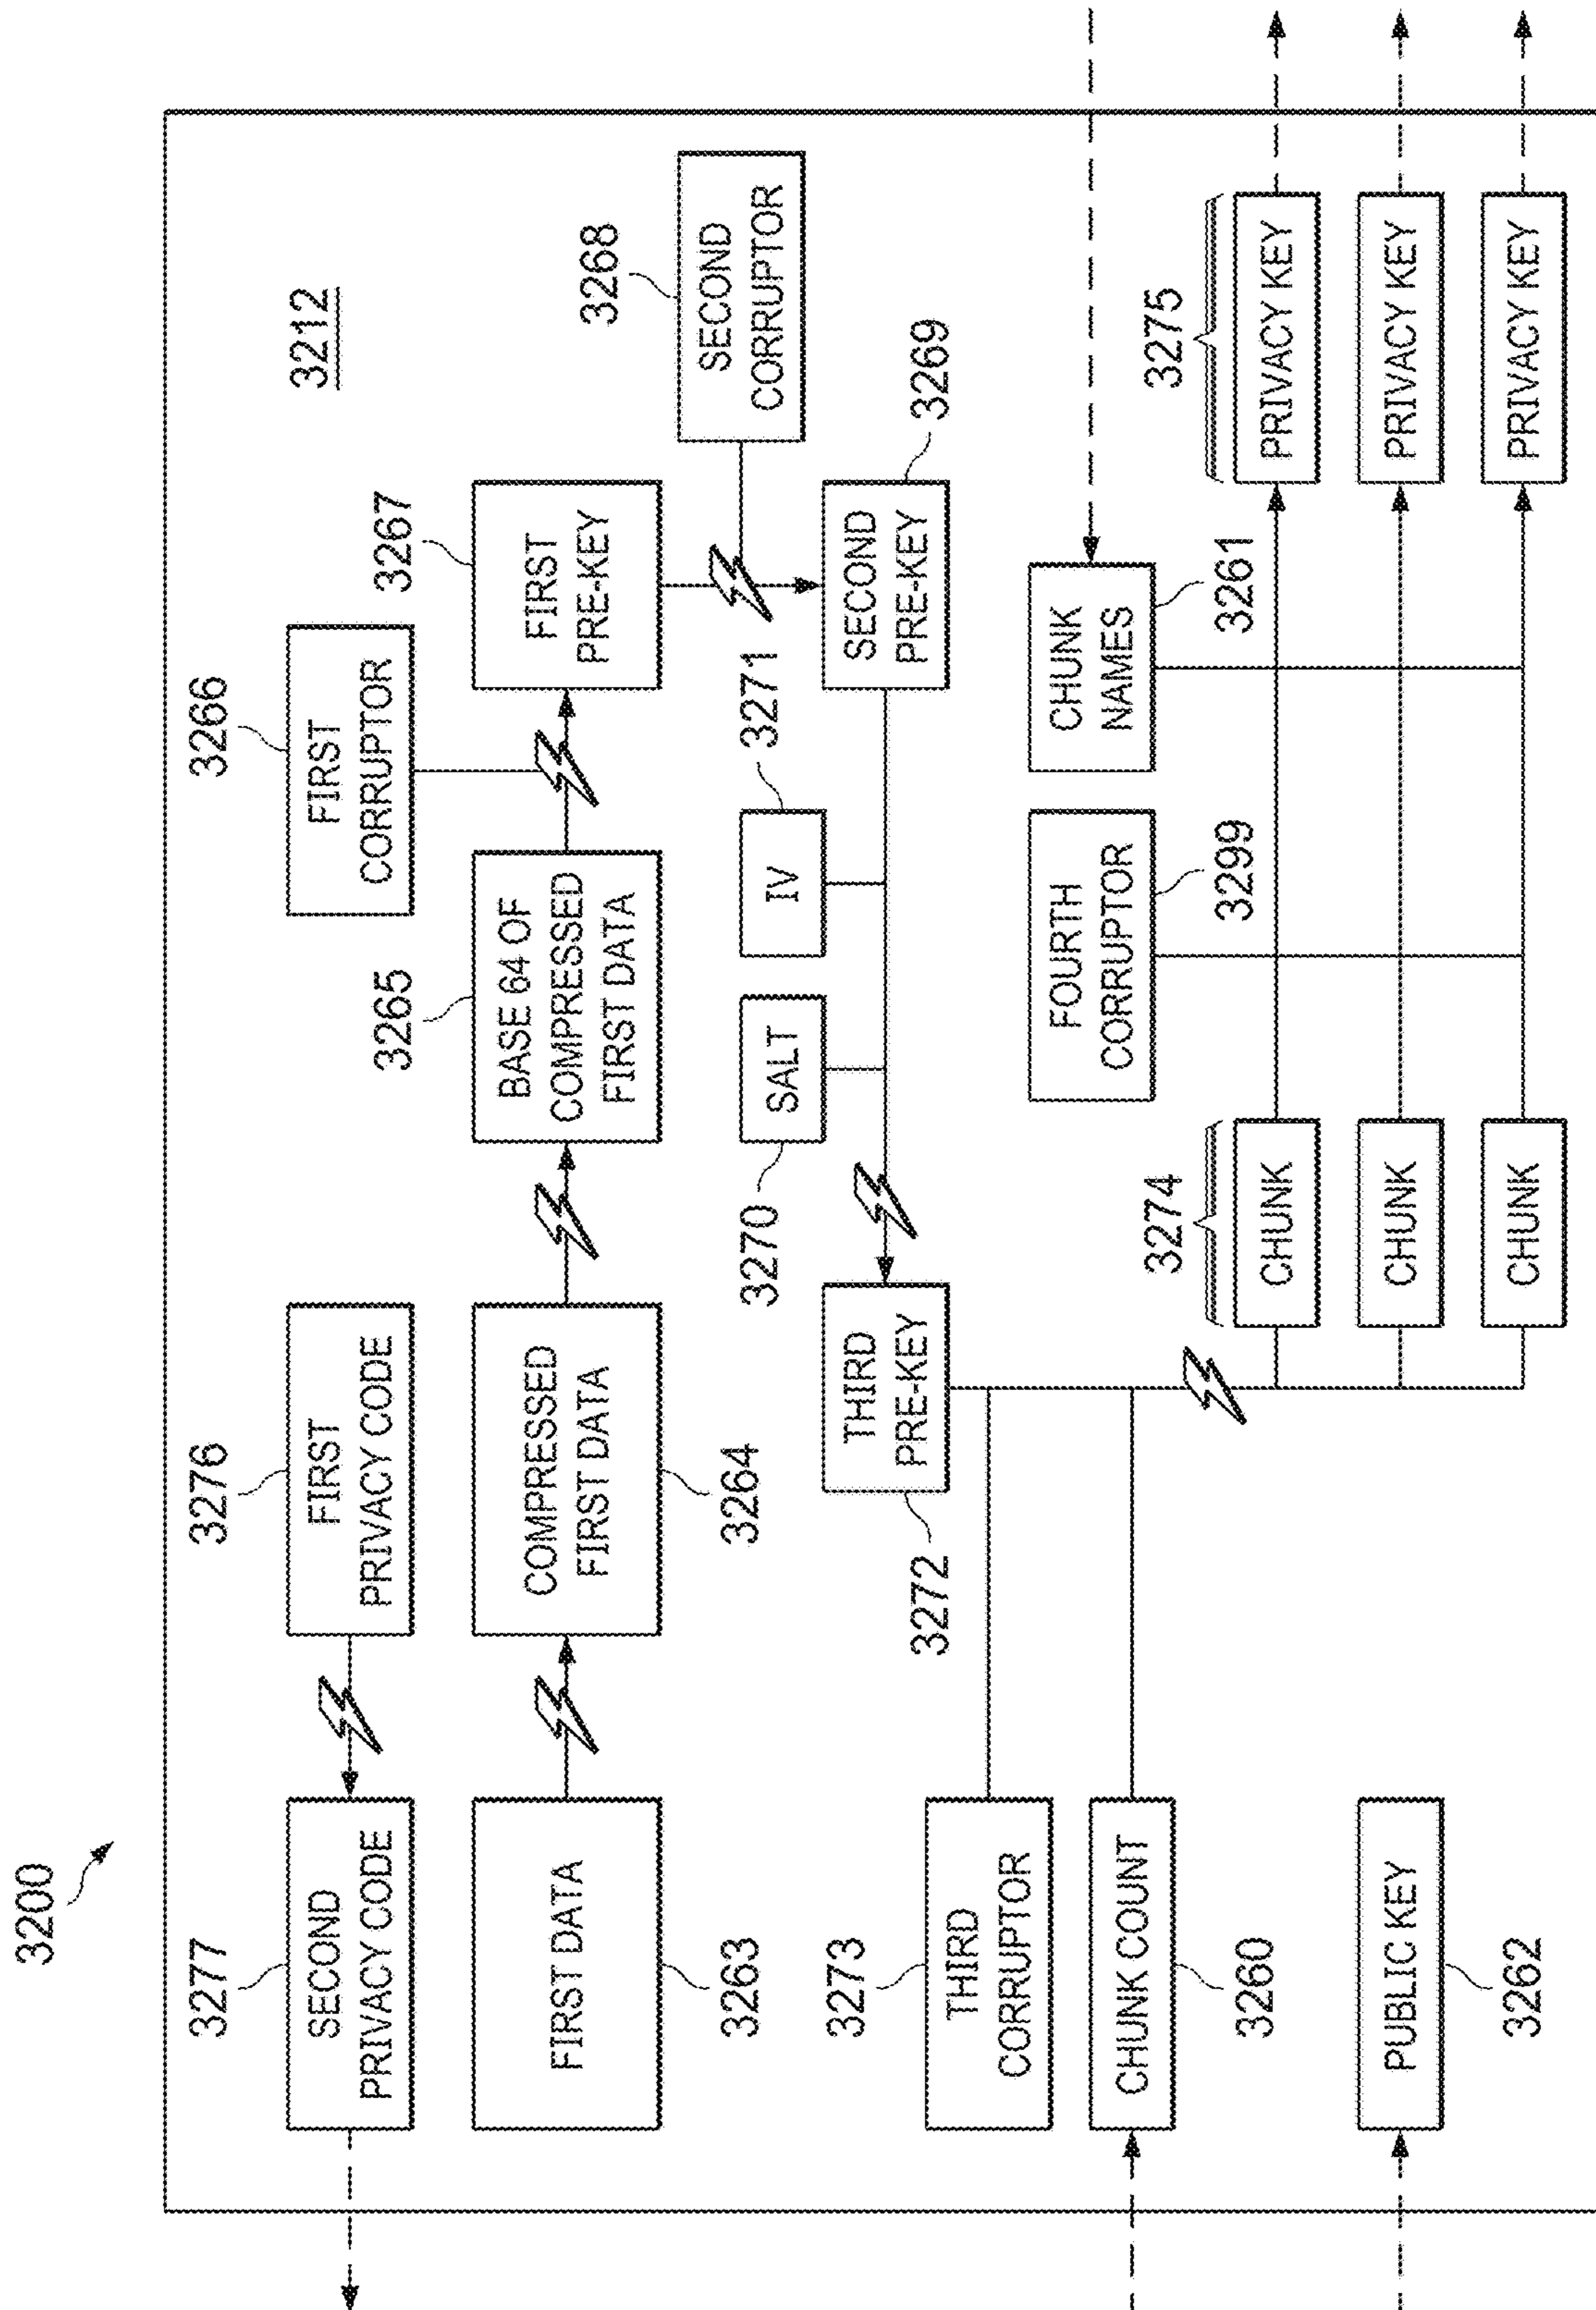 3200
3212
3277
SECOND
PRIVACY CODE
3276
FIRST
PRIVACY CODE
3266
FIRST
CORRUPTOR
FIRST DATA
3263
COMPRESSED
FIRST DATA
3264
3265
BASE 64 OF
COMPRESSED
FIRST DATA
3267
FIRST
PRE-KEY
3268
SECOND
CORRUPTOR
3270
SALT
3271
IV
SECOND
PRE-KEY
3269
THIRD
PRE-KEY
3272
3273
THIRD
CORRUPTOR
CHUNK COUNT
3260
FOURTH
CORRUPTOR
3299
CHUNK
NAMES
3261
PUBLIC KEY
3262
3274
CHUNK
CHUNK
CHUNK
3275
PRIVACY KEY
PRIVACY KEY
PRIVACY KEY